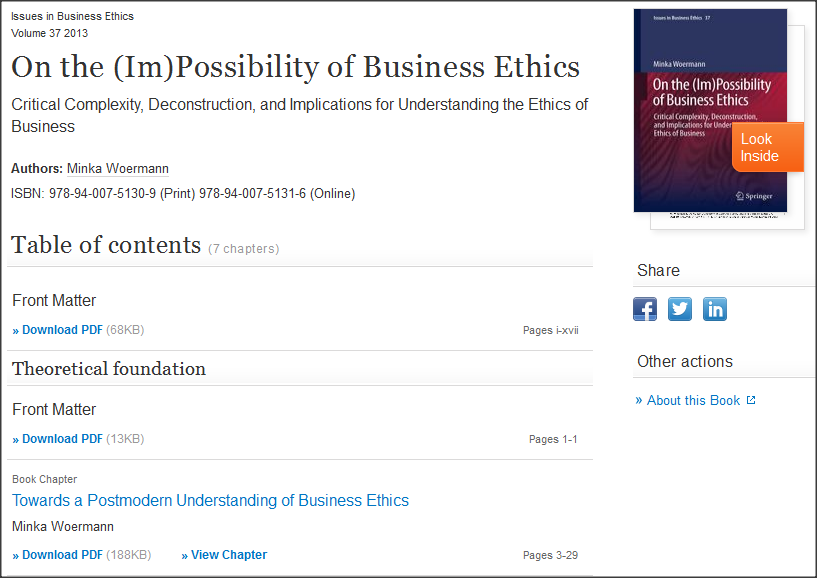 Issues in Business Ethics
Volume 37 2013
On the (Im)Possibility of Business Ethics
Critical Complexity, Deconstruction, and Implications for Understanding the Ethics of
Business
Authors: Minka Woermann
ISBN: 978-94-007-5130-9 (Print) 978-94-007-5131-6 (Online)
Table of contents (7 chapters)
Front Matter
» Download PDF (68KB)
Pages i-xvii
Theoretical foundation
Front Matter
» Download PDF (13KB)
Pages 1-1
Book Chapter
Towards a Postmodern Understanding of Business Ethics
Minka Woermann
» Download PDF (188KB)
» View Chapter
Pages 3-29
Issues in Business Ethics 37
Minka Woermann
On the (Im)Possibility
of Business Ethics
Critical Complexity, Deconstruction,
and Implications for Under
Ethics of Business
Look
Inside
Springer
Share
Other actions
» About this Book